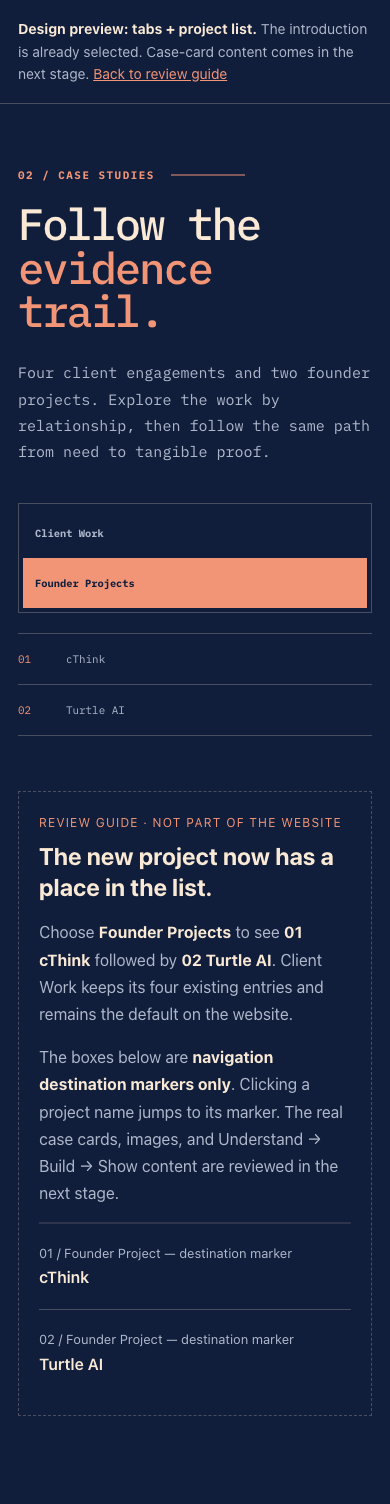 Design preview: tabs + project list. The introduction
is already selected. Case-card content comes in the
next stage. Back to review guide
02 / CASE STUDIES
Follow the
evidence
trail.
Four client engagements and two founder
projects. Explore the work by
relationship, then follow the same path
from need to tangible proof.
Client Work
Founder Projects
01 cThink
02 Turtle AI
REVIEW GUIDE · NOT PART OF THE WEBSITE
The new project now has a
place in the list.
Choose Founder Projects to see 01
cThink followed by 02 Turtle AI. Client
Work keeps its four existing entries and
remains the default on the website.
The boxes below are navigation
destination markers only. Clicking a
project name jumps to its marker. The real
case cards, images, and Understand →
Build → Show content are reviewed in the
next stage.
01 / Founder Project — destination marker
cThink
02 / Founder Project — destination marker
Turtle AI